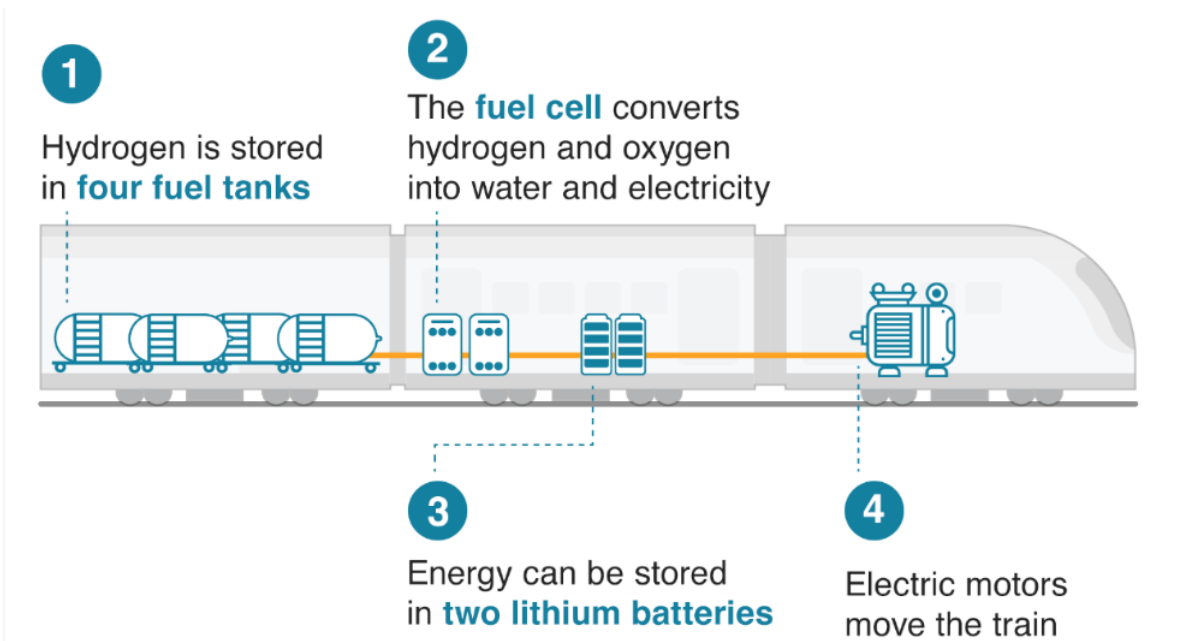 1
Hydrogen is stored
in four fuel tanks
2
The fuel cell converts
hydrogen and oxygen
into water and electricity
3
Energy can be stored
in two lithium batteries
4
Electric motors
move the train